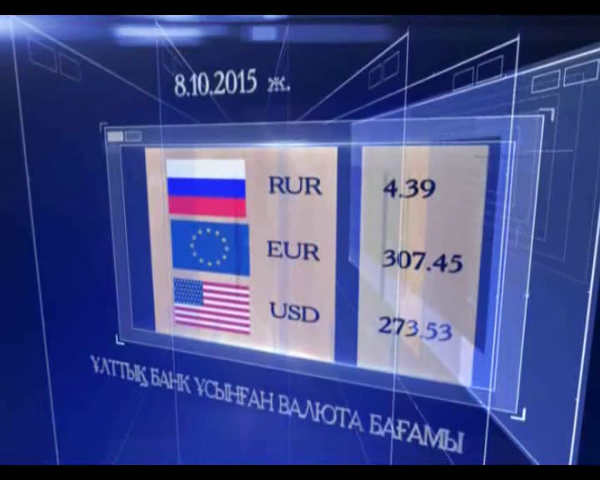 8.10.2015 ж.
RUR 4.39
EUR 307.45
USD 273.53
ҰЛТТЫҚ БАНК ҰСЫНҒАН ВАЛЮТА БАҒАМЫ